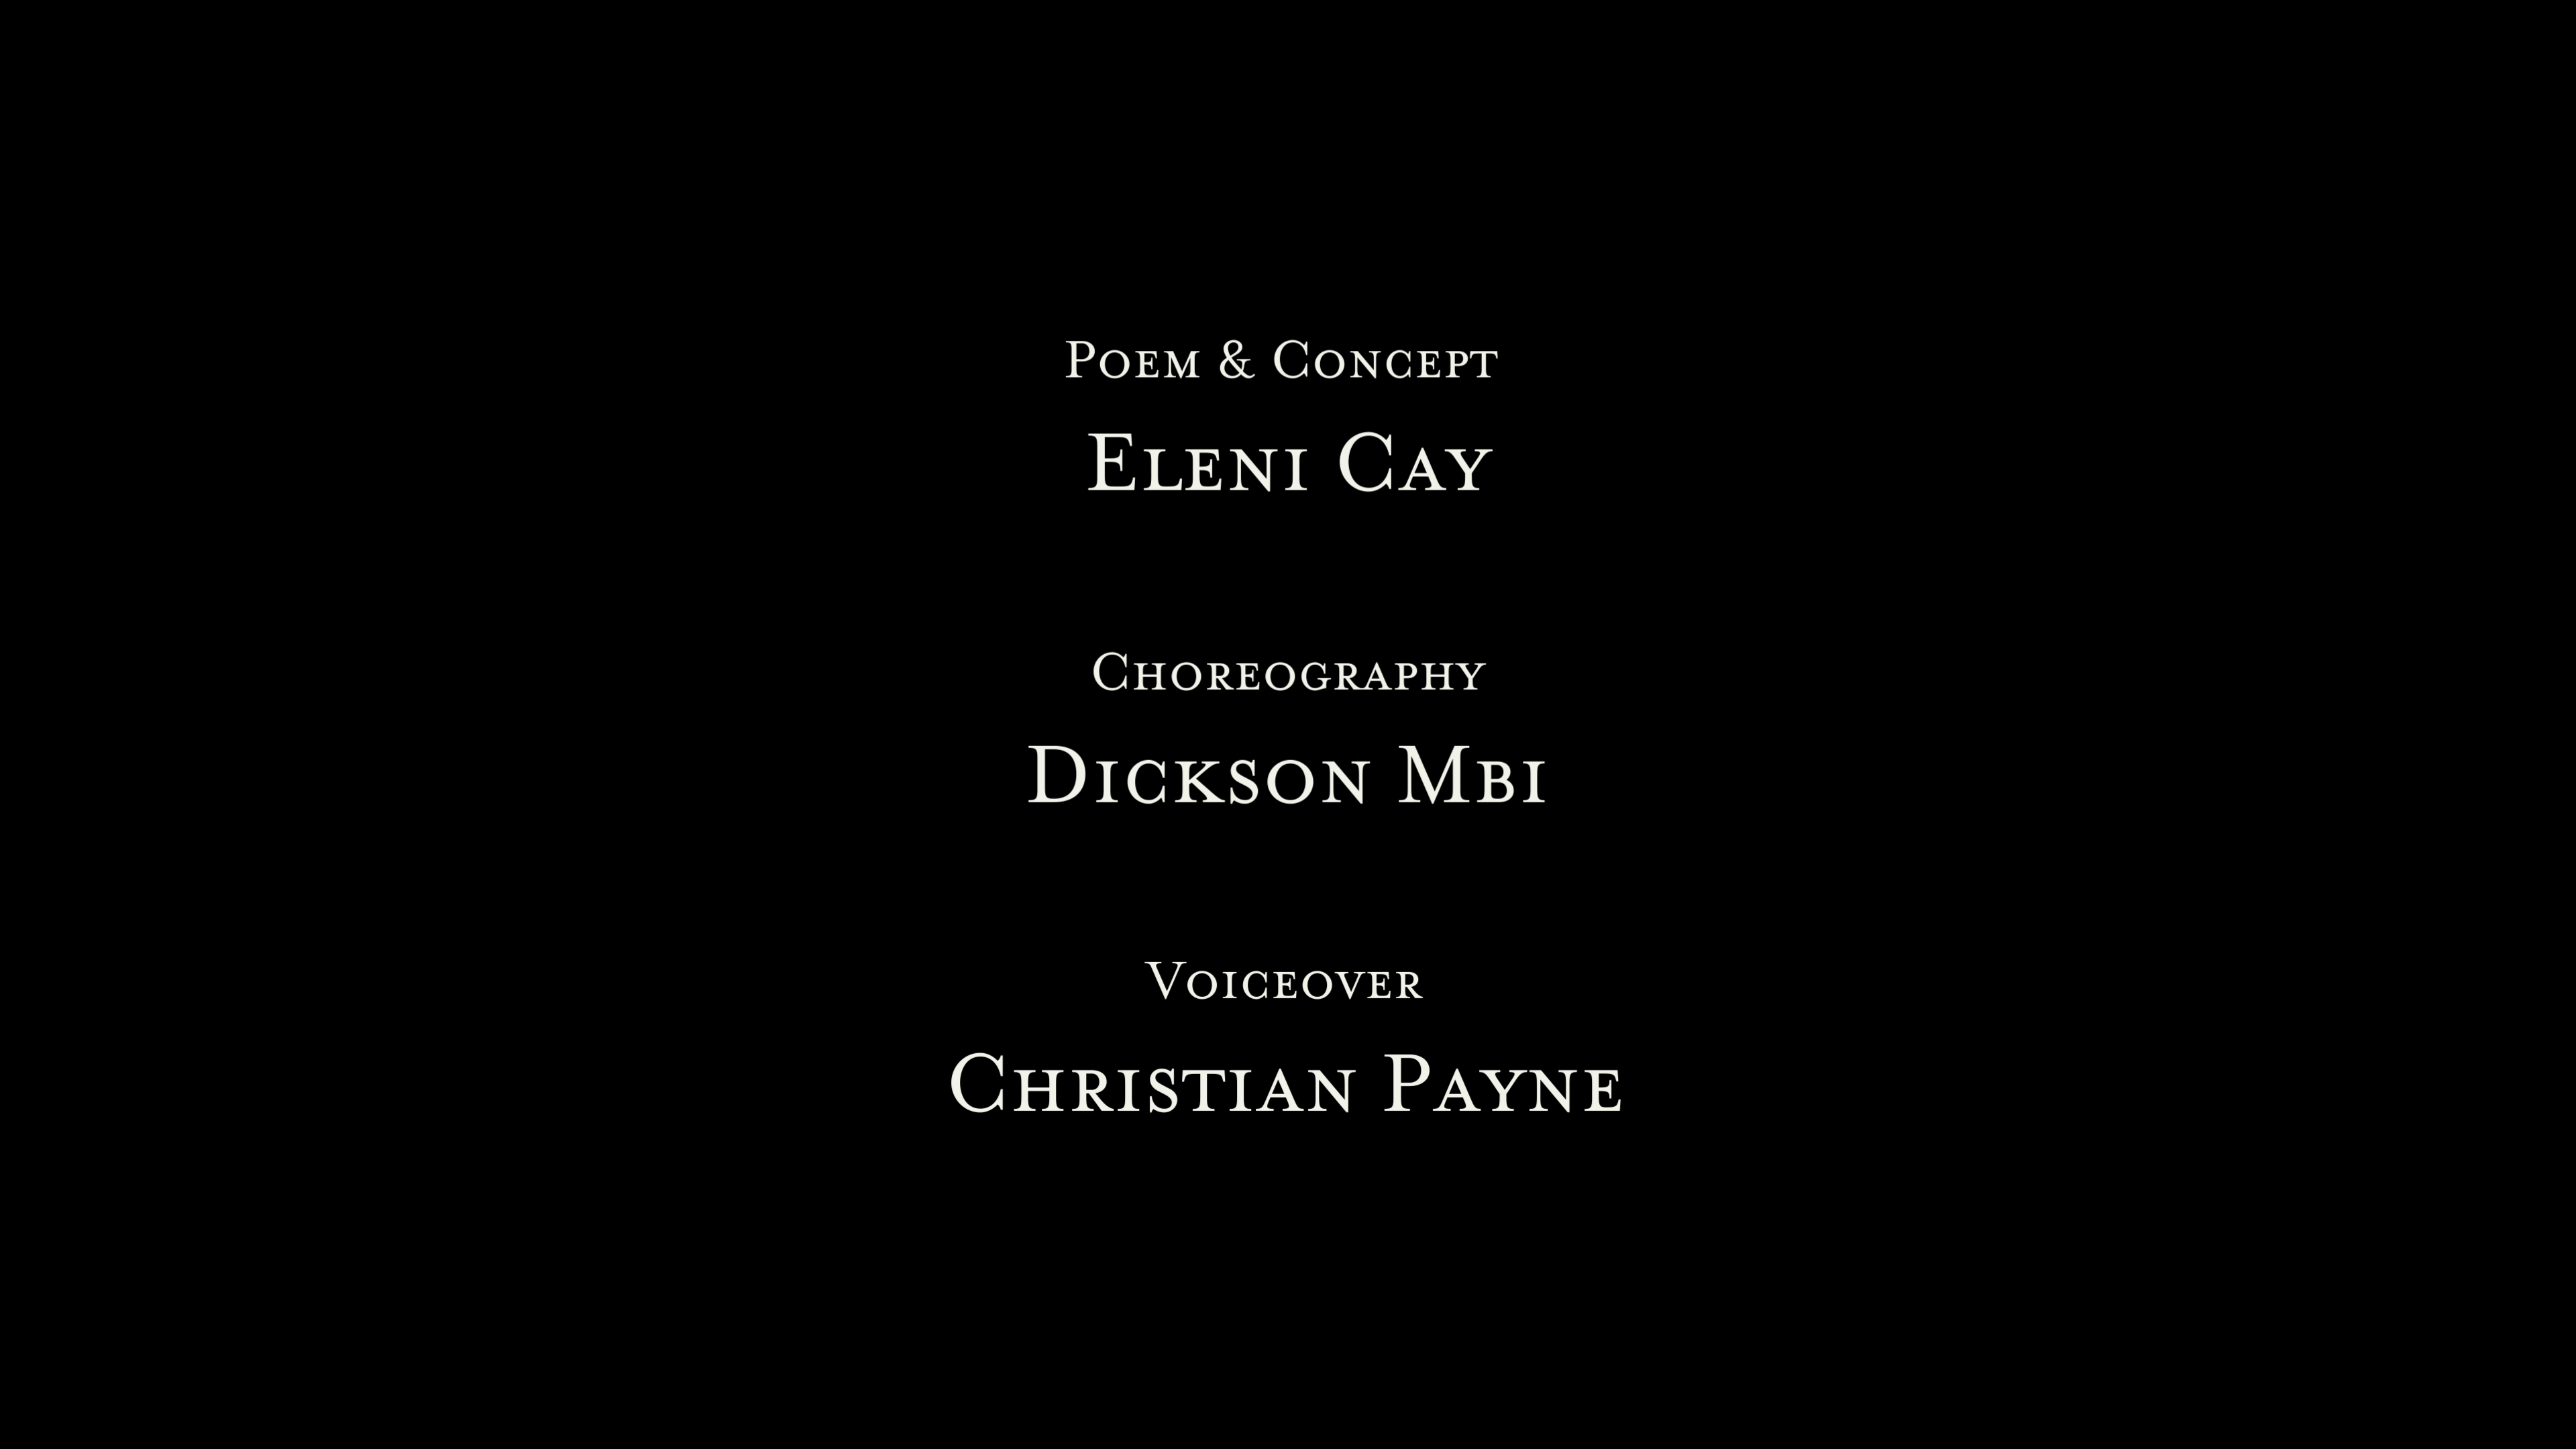 Poem & Concept
Eleni Cay
Choreography
Dickson Mbi
Voiceover
Christian Payne